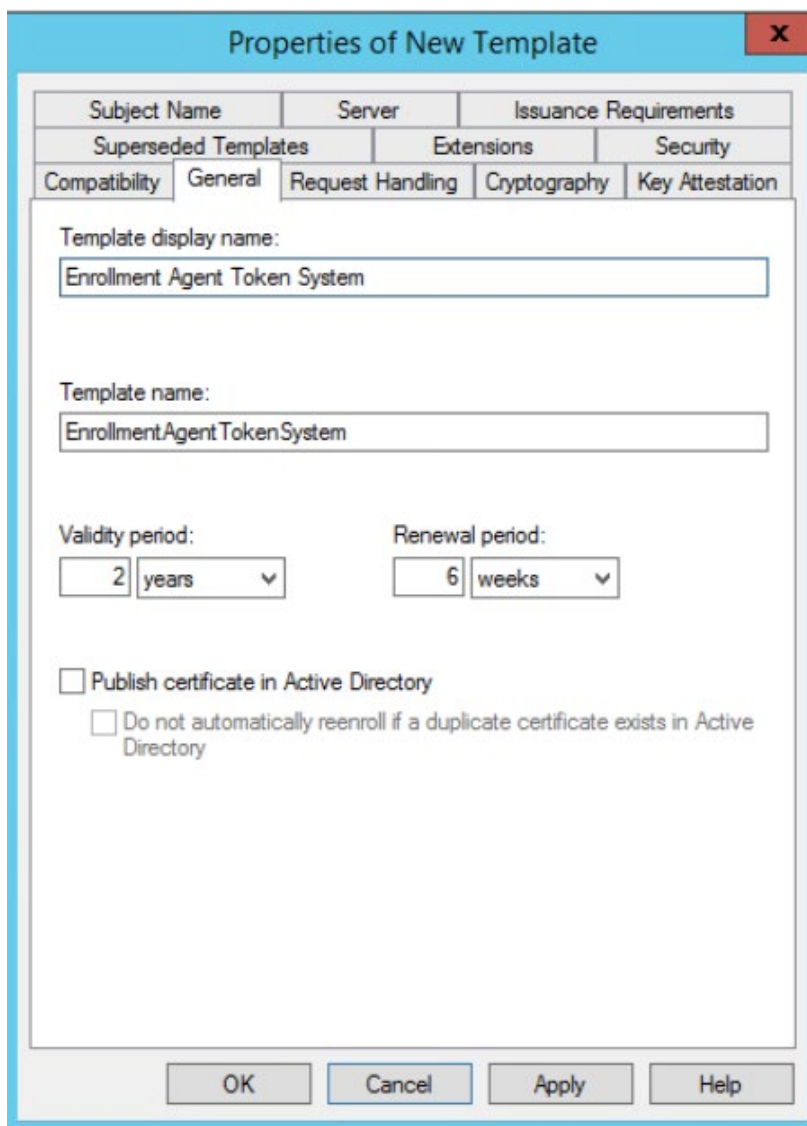 Properties of New Template
x
Subject Name Server Issuance Requirements
Superseded Templates Extensions Security
Compatibility General Request Handling Cryptography Key Attestation
Template display name:
Enrollment Agent Token System
Template name:
EnrollmentAgentTokenSystem
Validity period: Renewal period:
2 years 6 weeks
Publish certificate in Active Directory
Do not automatically reenroll if a duplicate certificate exists in Active
Directory
OK Cancel Apply Help